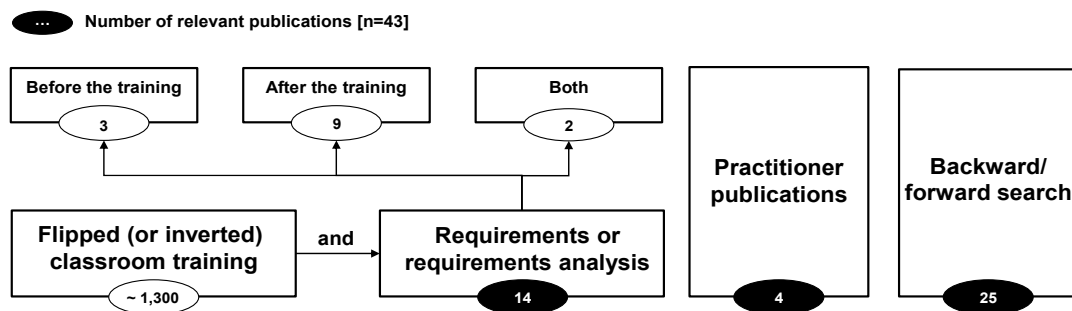 ... Number of relevant publications [n=43]
Before the training
3
After the training
9
Both
2
Practitioner
publications
4
Backward/
forward search
25
Flipped (or inverted)
classroom training
~ 1,300
and
Requirements or
requirements analysis
14